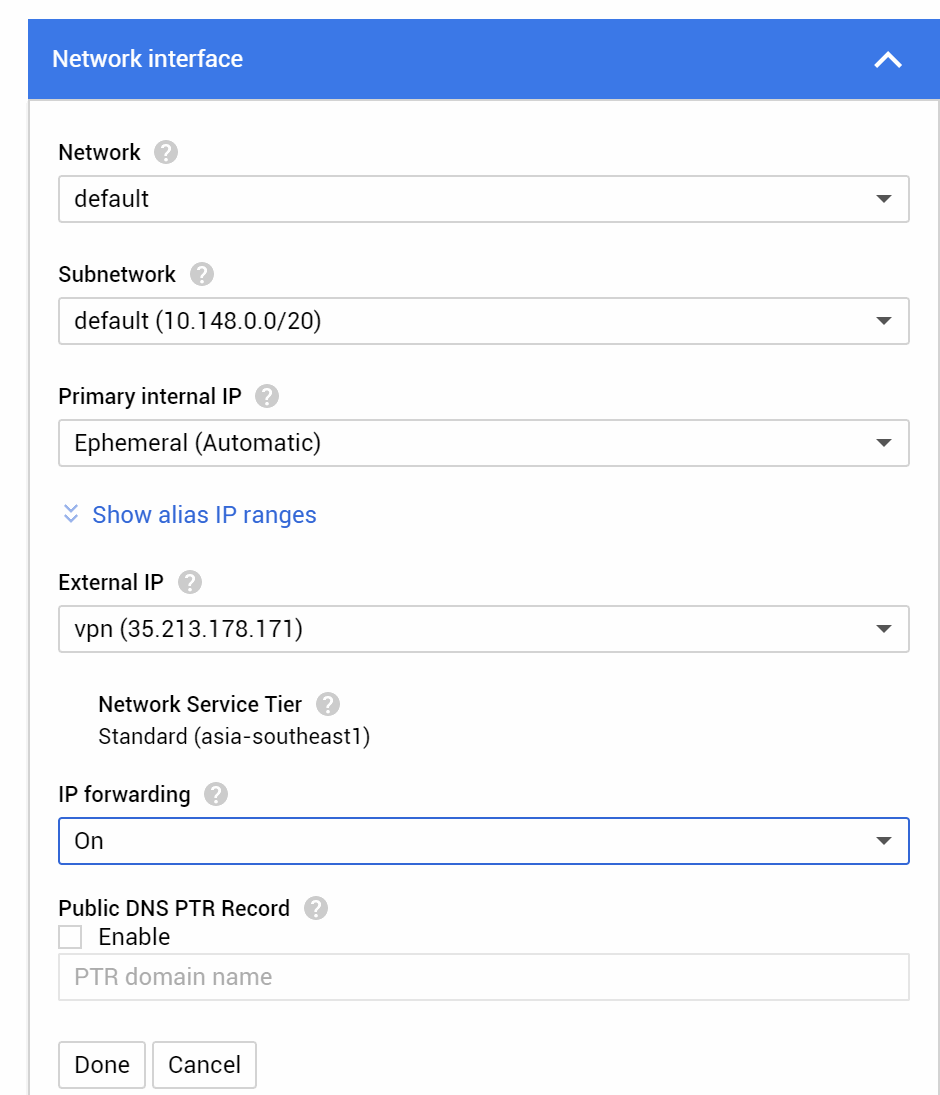 Network interface
Network
default
Subnetwork
default (10.148.0.0/20)
Primary internal IP
Ephemeral (Automatic)
Show alias IP ranges
External IP
vpn (35.213.178.171)
Network Service Tier
Standard (asia-southeast1)
IP forwarding
On
Public DNS PTR Record
Enable
PTR domain name
Done Cancel